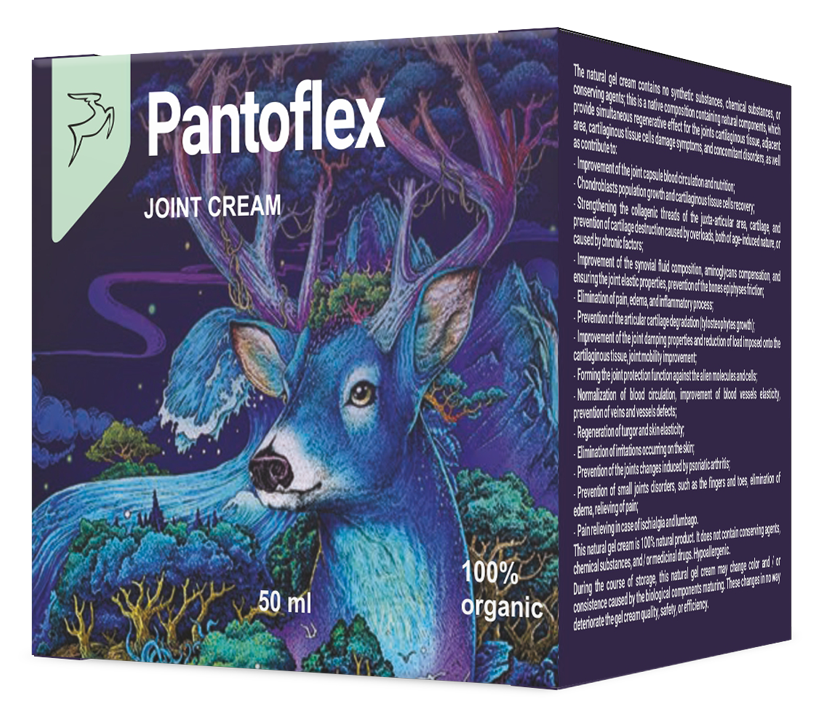 Pantoflex
JOINT CREAM
50 ml
100%
organic
The natural gel cream contains no synthetic substances, chemical substances, or
conserving agents; this is a native composition containing natural components, which
provide simultaneous regenerative effect for the joints cartileginous tissue, adjacent
area, cartilaginous tissue cells damage symptoms, and concomitant disorders, as well
as contribute to:
- Improvement of the joint capsule blood circulation and nutrition;
- Chondroblasts population growth and cartilaginous tissue cells recovery;
- Strengthening the collagenic threads of the juxta-articular area, cartilage, and
prevention of cartilage destruction caused by overloads, both of age-induced nature, or
caused by chronic factors;
- Improvement of the synovial fluid composition, aminoglycans compensation, and
ensuring the joint elastic properties, prevention of the bones epiphyses friction;
- Elimination of pain, edema, and inflammatory process;
- Prevention of the articular cartilage degradation (tylosteophytes growth);
- Improvement of the joint damping properties and reduction of load imposed onto the
cartilaginous tissue, joint mobility improvement;
- Forming the joint protection function against the alien molecules and cells;
- Normalization of blood circulation, improvement of blood vessels elasticity,
prevention of veins and vessels defects;
- Regeneration of turgor and skin elasticity;
- Elimination of irritations occurring on the skin;
- Prevention of the joints changes induced by psoriatic arthritis;
- Prevention of small joints disorders, such as the fingers and toes, elimination of
edema, relieving of pain;
- Pain relieving in case of ischialgia and lumbago.
This natural gel cream is 100% natural product. It does not contain conserving agents,
chemical substances, and / or medicinal drugs. Hypoallergenic.
During the course of storage, this natural gel cream may change color and / or
consistence caused by the biological components maturing. These changes in no way
deteriorate the gel cream quality, safety, or efficiency.